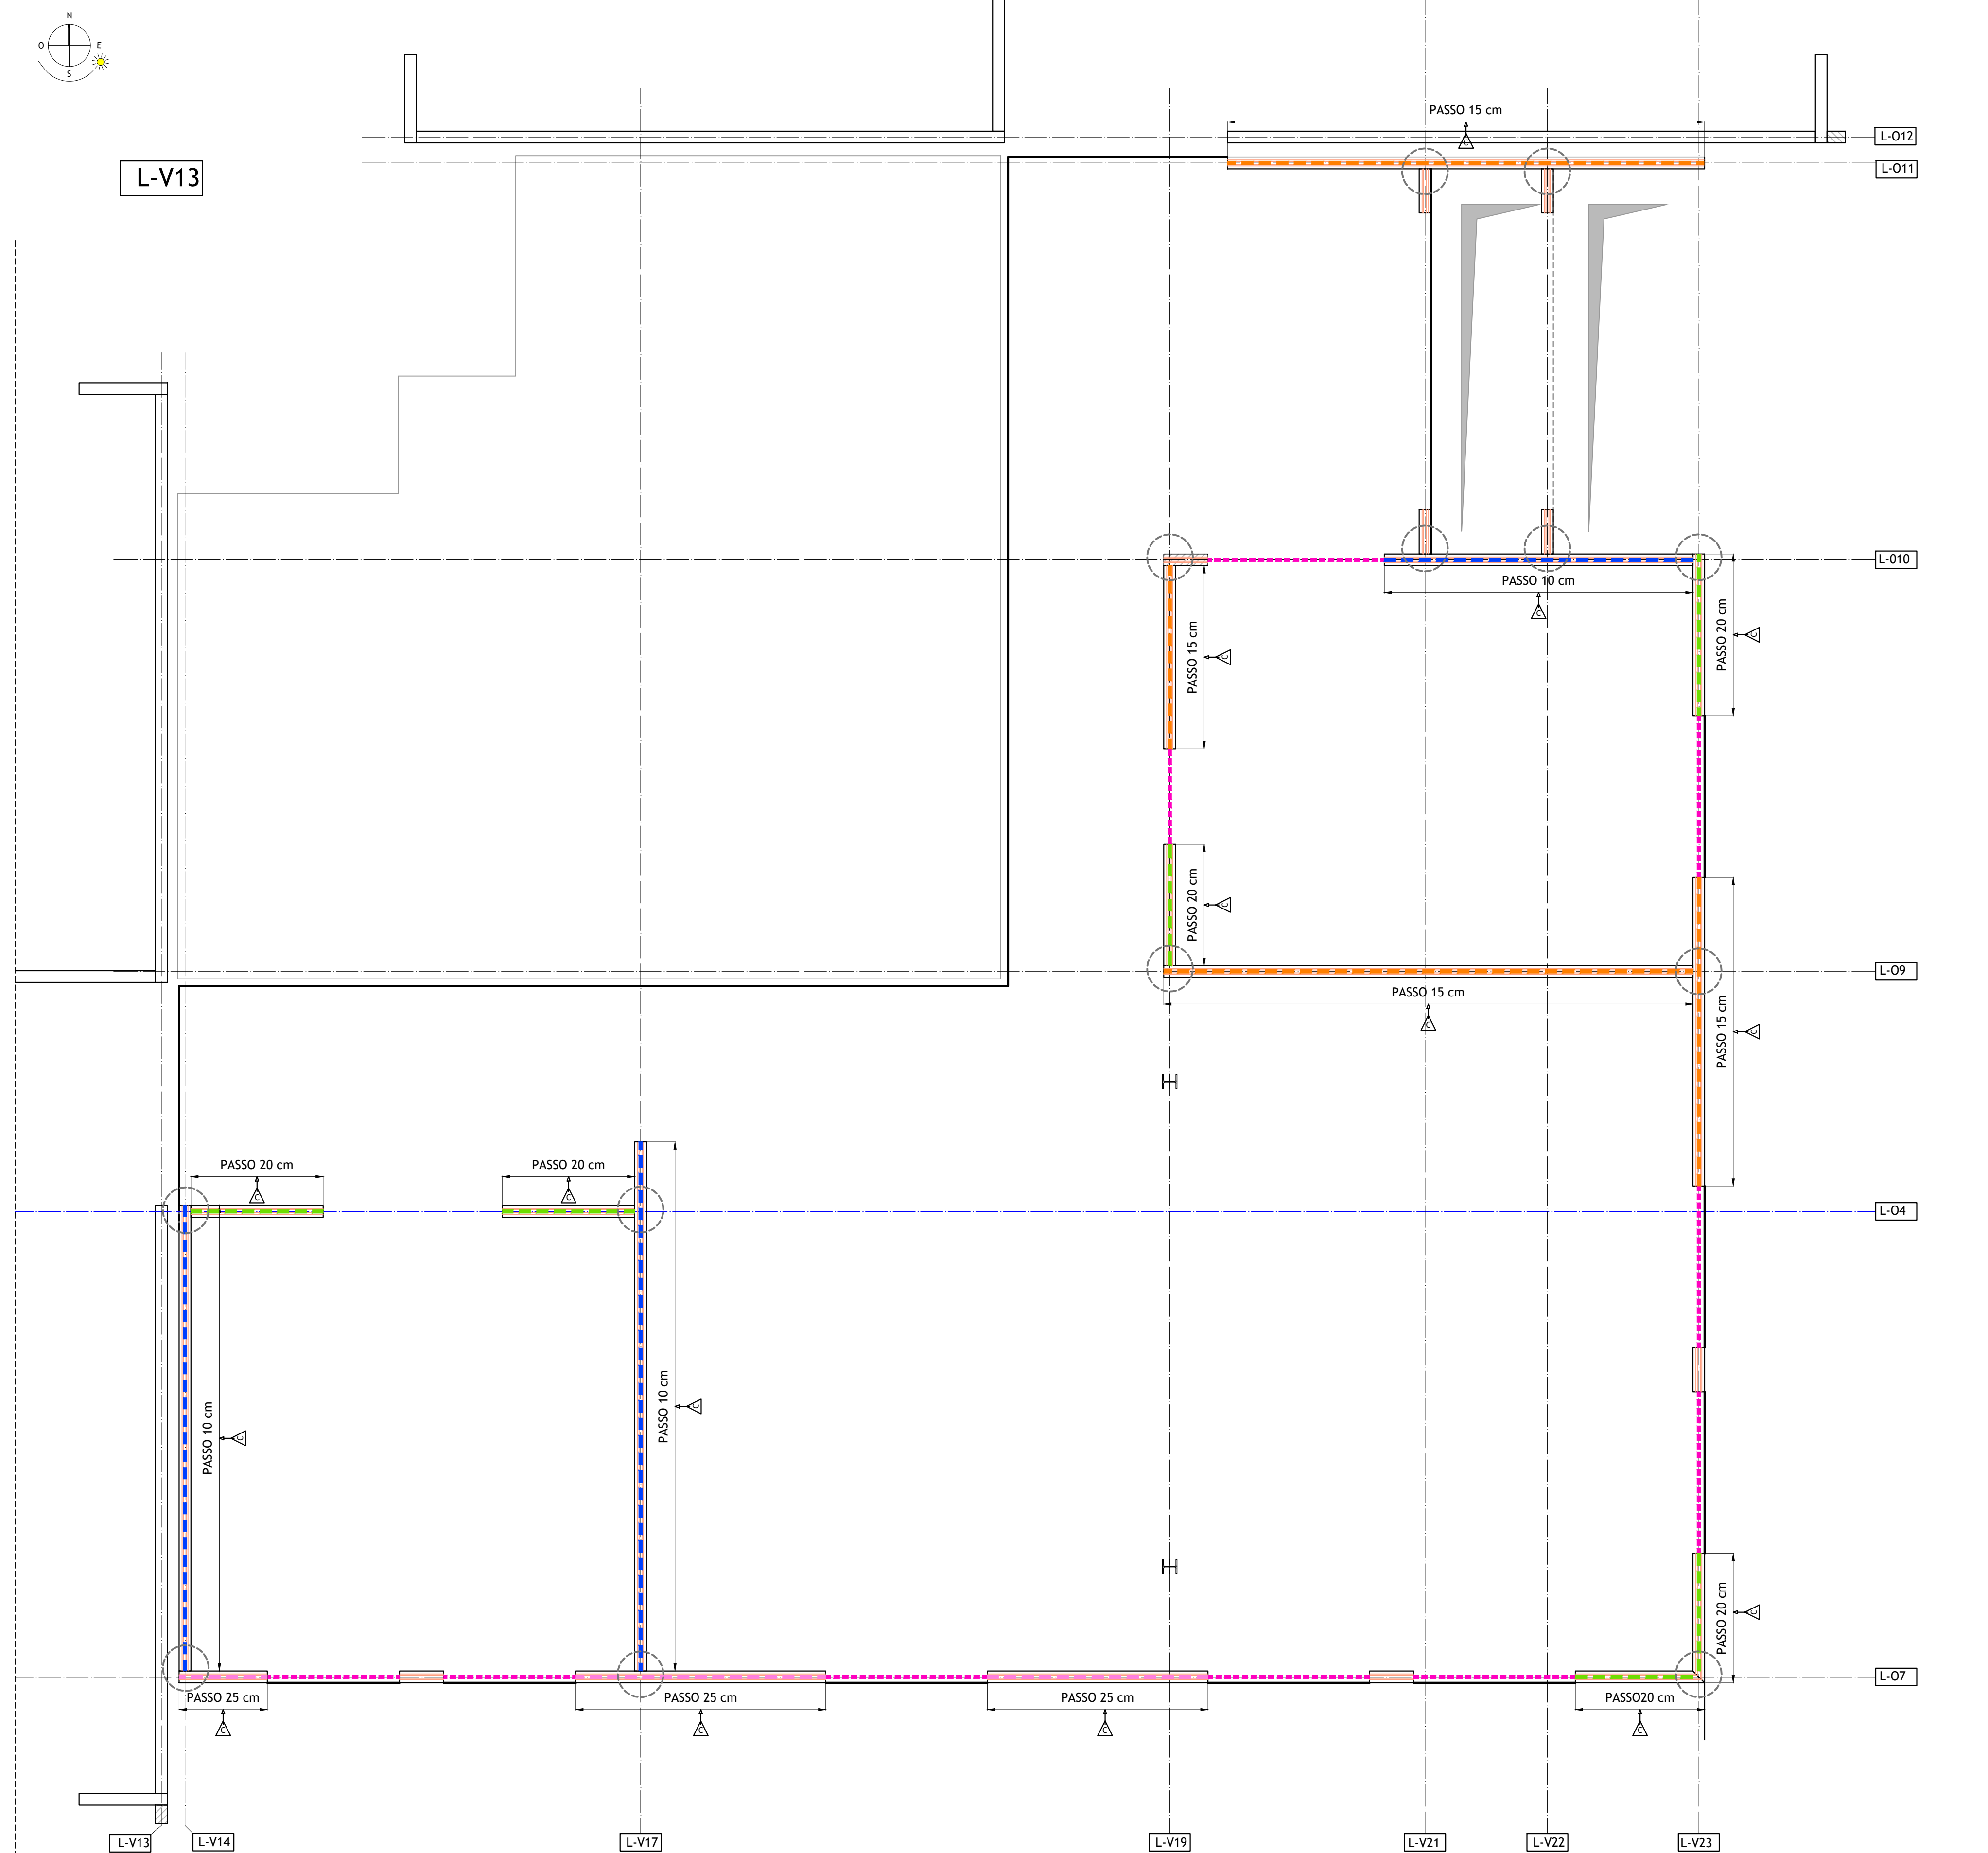 N
O E
S
L-V13
PASSO 15 cm
C
L-O12
L-O11
L-010
PASSO 10 cm
C
PASSO 20 cm
C
PASSO 15 cm
C
PASSO 20 cm
C
L-O9
PASSO 15 cm
C
PASSO 15 cm
C
PASSO 20 cm
C
PASSO 20 cm
C
L-O4
PASSO 10 cm
C
PASSO 10 cm
C
PASSO 20 cm
C
L-O7
PASSO 25 cm
C
PASSO 25 cm
C
PASSO 25 cm
C
PASSO20 cm
C
L-V13
L-V14
L-V17
L-V19
L-V21
L-V22
L-V23